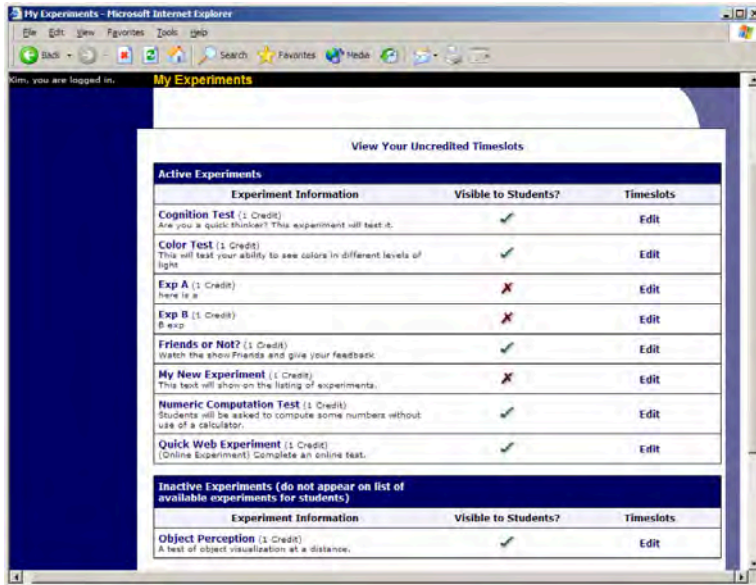 My Experiments - Microsoft Internet Explorer
File Edit View Favorites Tools Help
Back Search Favorites Media
Kim, you are logged in.
My Experiments
View Your Uncredited Timeslots
Active Experiments
Experiment Information Visible to Students? Timeslots
Cognition Test (1 Credit)
Are you a quick thinker? This experiment will test it.
Edit
Color Test (1 Credit)
This will test your ability to see colors in different levels of
light
Edit
Exp A (1 Credit)
here is a
Edit
Exp B (1 Credit)
B exp
Edit
Friends or Not? (1 Credit)
Watch the show Friends and give your feedback
Edit
My New Experiment (1 Credit)
This text will show on the listing of experiments.
Edit
Numeric Computation Test (1 Credit)
Students will be asked to compute some numbers without
use of a calculator.
Edit
Quick Web Experiment (1 Credit)
(Online Experiment) Complete an online test.
Edit
Inactive Experiments (do not appear on list of
available experiments for students)
Experiment Information Visible to Students? Timeslots
Object Perception (1 Credit)
A test of object visualization at a distance.
Edit